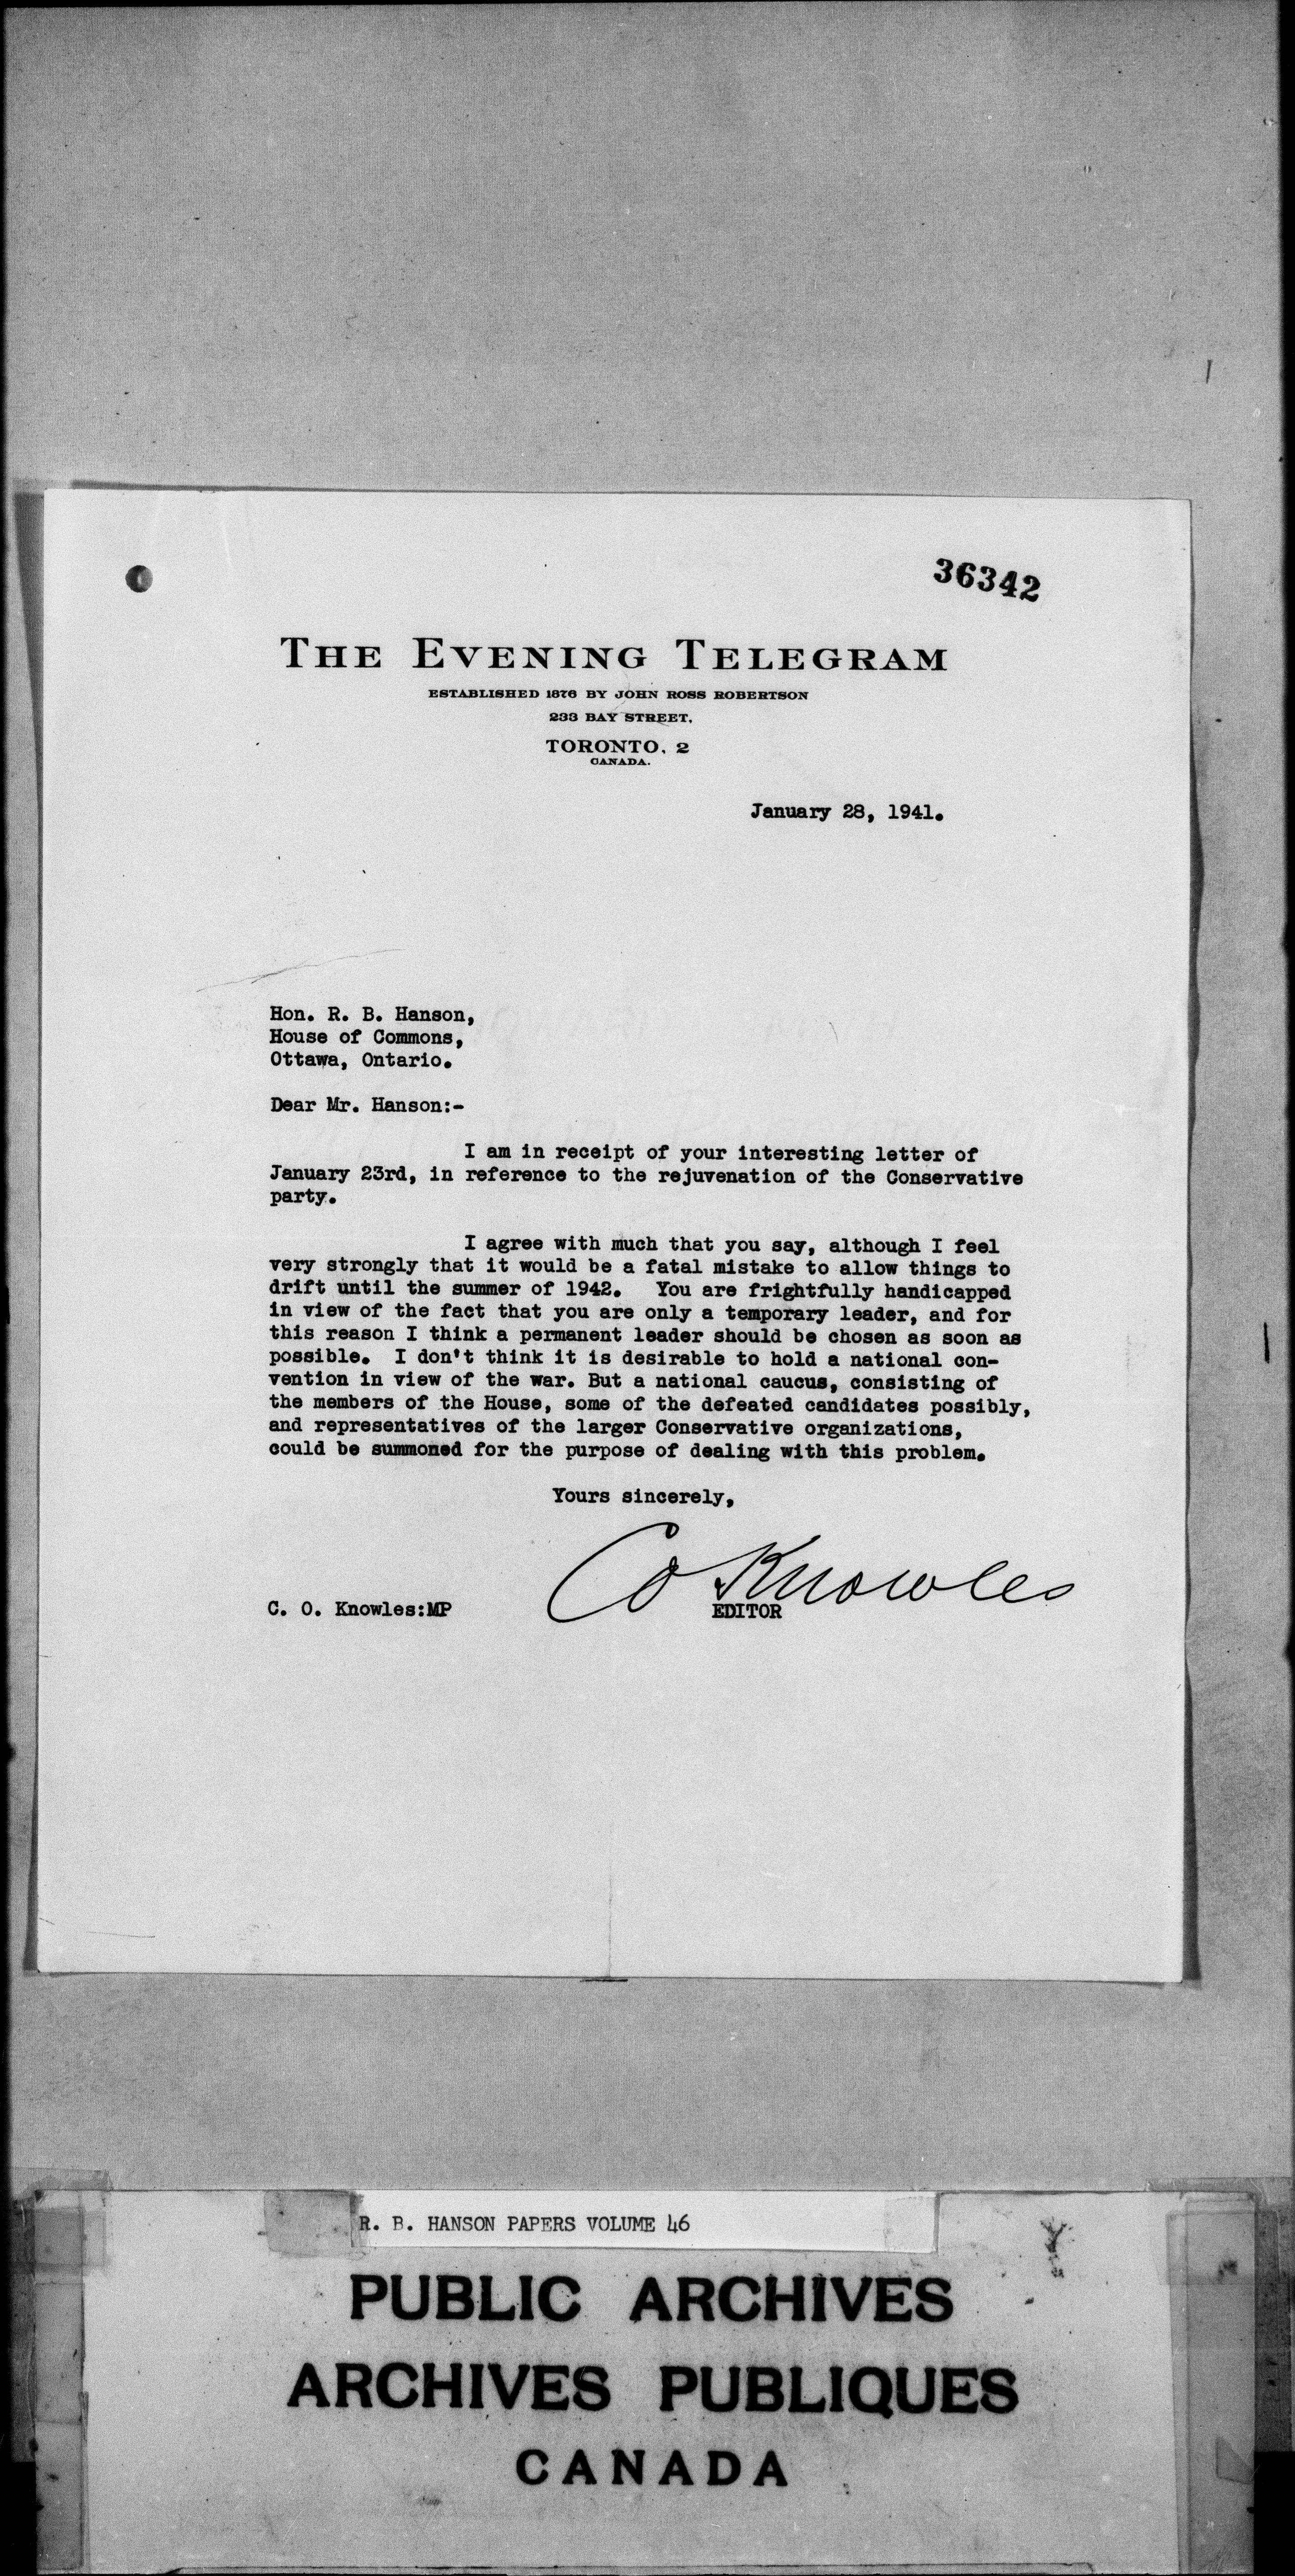 36342
THE EVENING TELEGRAM
ESTABLISHED 1876 BY JOHN ROSS ROBERTSON
233 BAY STREET.
TORONTO, 2
CANADA.
January 28, 1941.
Hon. R. B. Hanson,
House of Commons,
Ottawa, Ontario.
Dear Mr. Hanson:-
I am in receipt of your interesting letter of
January 23rd, in reference to the rejuvenation of the Conservative
party.
I agree with much that you say, although I feel
very strongly that it would be a fatal mistake to allow things to
drift until the summer of 1942. You are frightfully handicapped
in view of the fact that you are only a temporary leader, and for
this reason I think a permanent leader should be chosen as soon as
possible. I don't think it is desirable to hold a national con-
vention in view of the war. But a national caucus, consisting of
the members of the House, some of the defeated candidates possibly,
and representatives of the larger Conservative organizations,
could be summoned for the purpose of dealing with this problem.
Yours sincerely,
CO Knowles
C. O. Knowles:MP
EDITOR
R. B. HANSON PAPERS VOLUME 46
PUBLIC ARCHIVES
ARCHIVES PUBLIQUES
CANADA